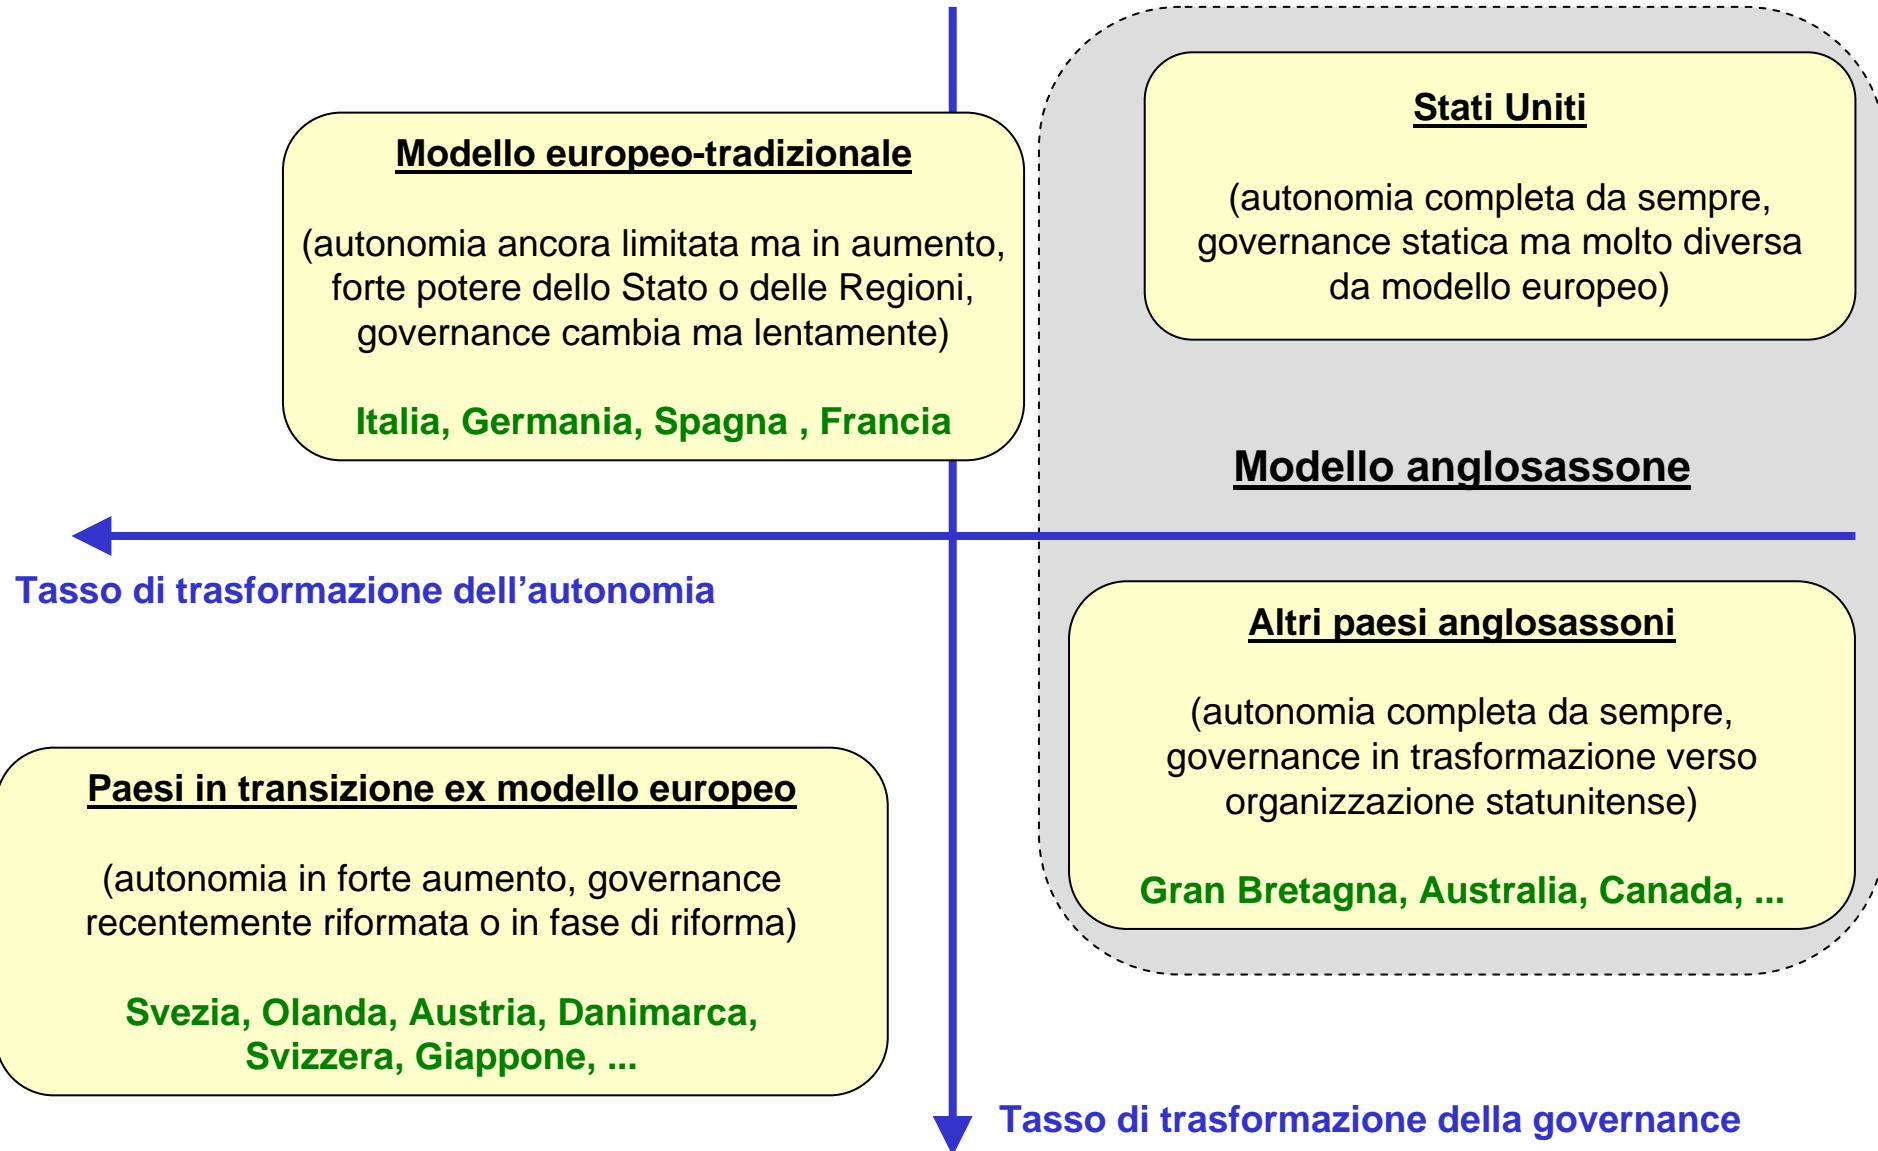 Stati Uniti
(autonomia completa da sempre,
governance statica ma molto diversa
da modello europeo)
Modello europeo-tradizionale
(autonomia ancora limitata ma in aumento,
forte potere dello Stato o delle Regioni,
governance cambia ma lentamente)
Italia, Germania, Spagna , Francia
Modello anglosassone
Tasso di trasformazione dell’autonomia
Altri paesi anglosassoni
(autonomia completa da sempre,
governance in trasformazione verso
organizzazione statunitense)
Gran Bretagna, Australia, Canada, ...
Paesi in transizione ex modello europeo
(autonomia in forte aumento, governance
recentemente riformata o in fase di riforma)
Svezia, Olanda, Austria, Danimarca,
Svizzera, Giappone, ...
Tasso di trasformazione della governance